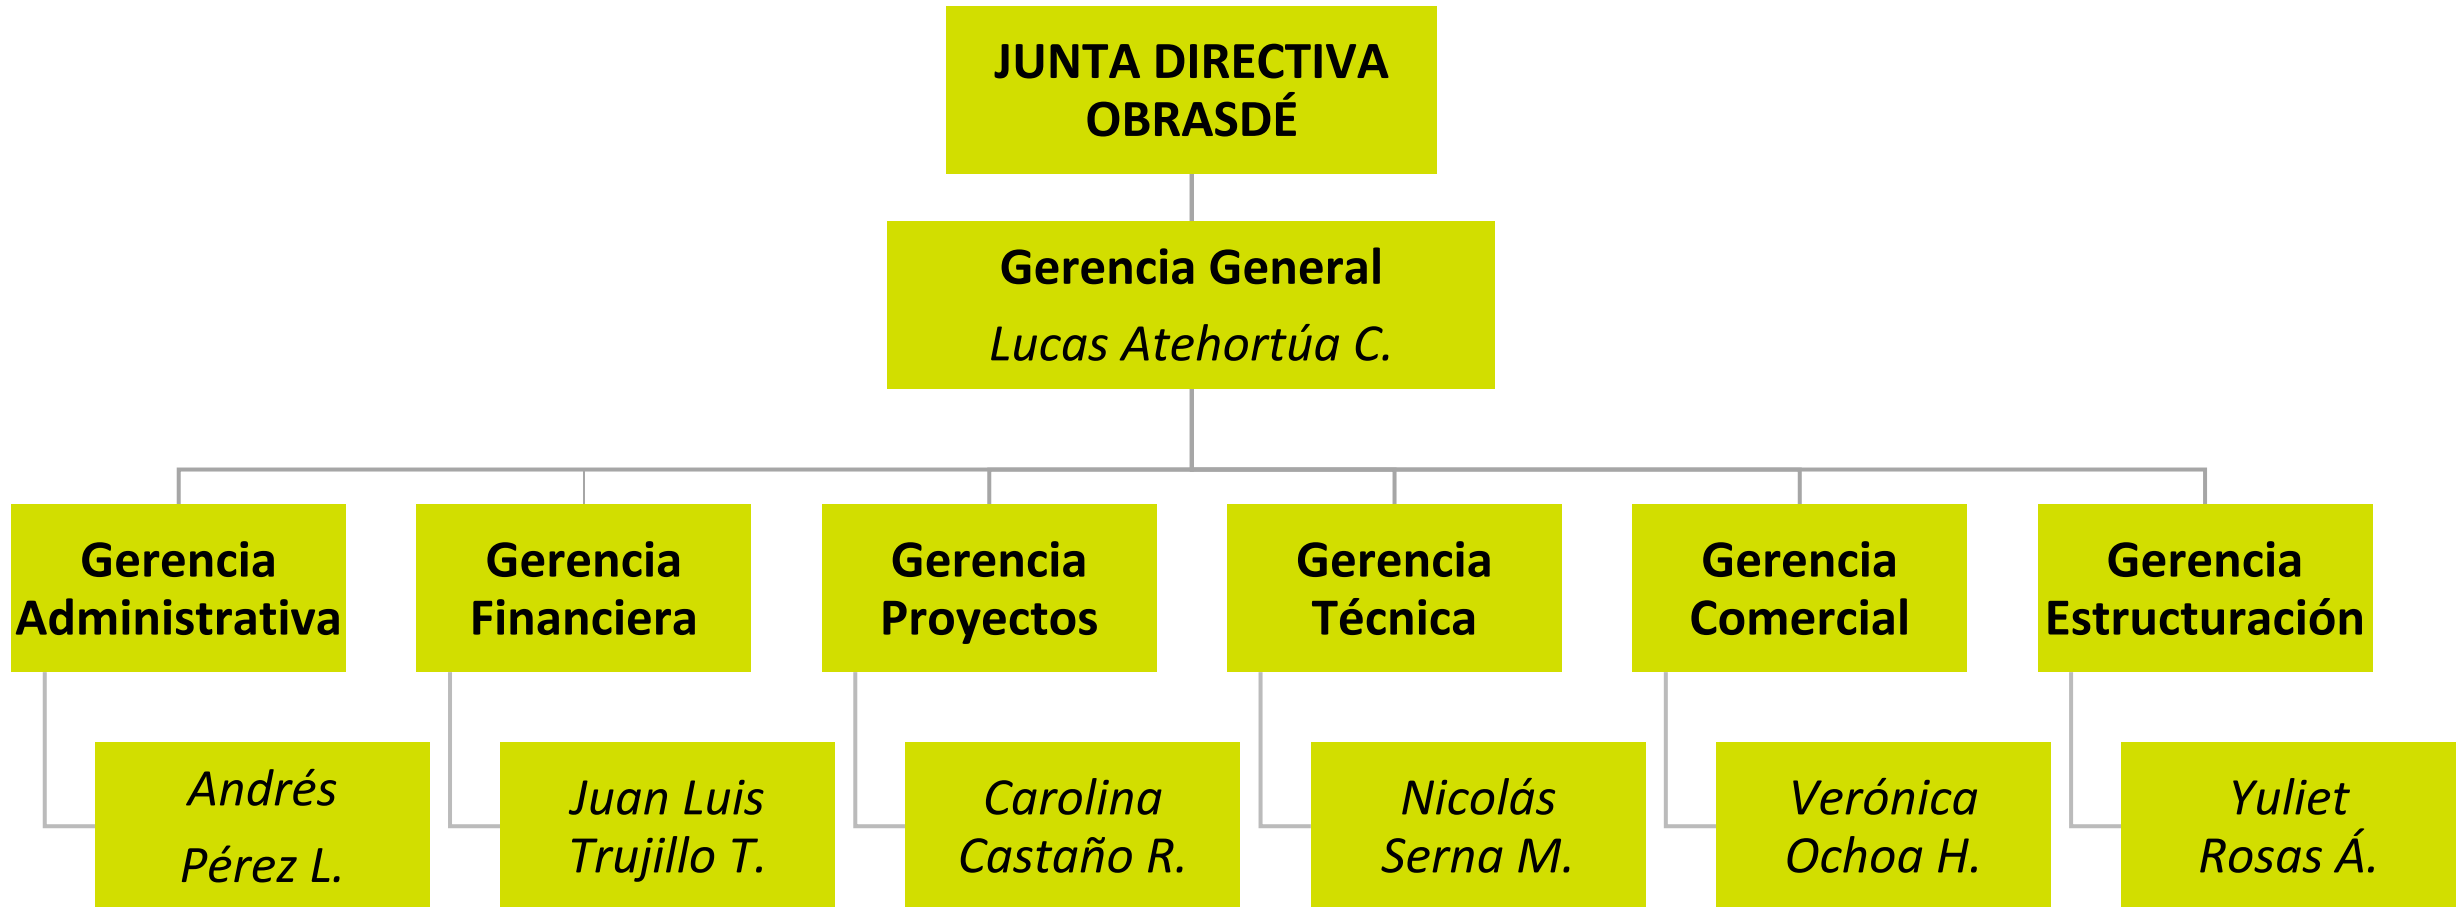 JUNTA DIRECTIVA
OBRASDÉ
Gerencia General
Lucas Atehortúa C.
Gerencia
Administrativa
Gerencia
Financiera
Gerencia
Proyectos
Gerencia
Técnica
Gerencia
Comercial
Gerencia
Estructuración
Andrés
Pérez L.
Juan Luis
Trujillo T.
Carolina
Castaño R.
Nicolás
Serna M.
Verónica
Ochoa H.
Yuliet
Rosas Á.